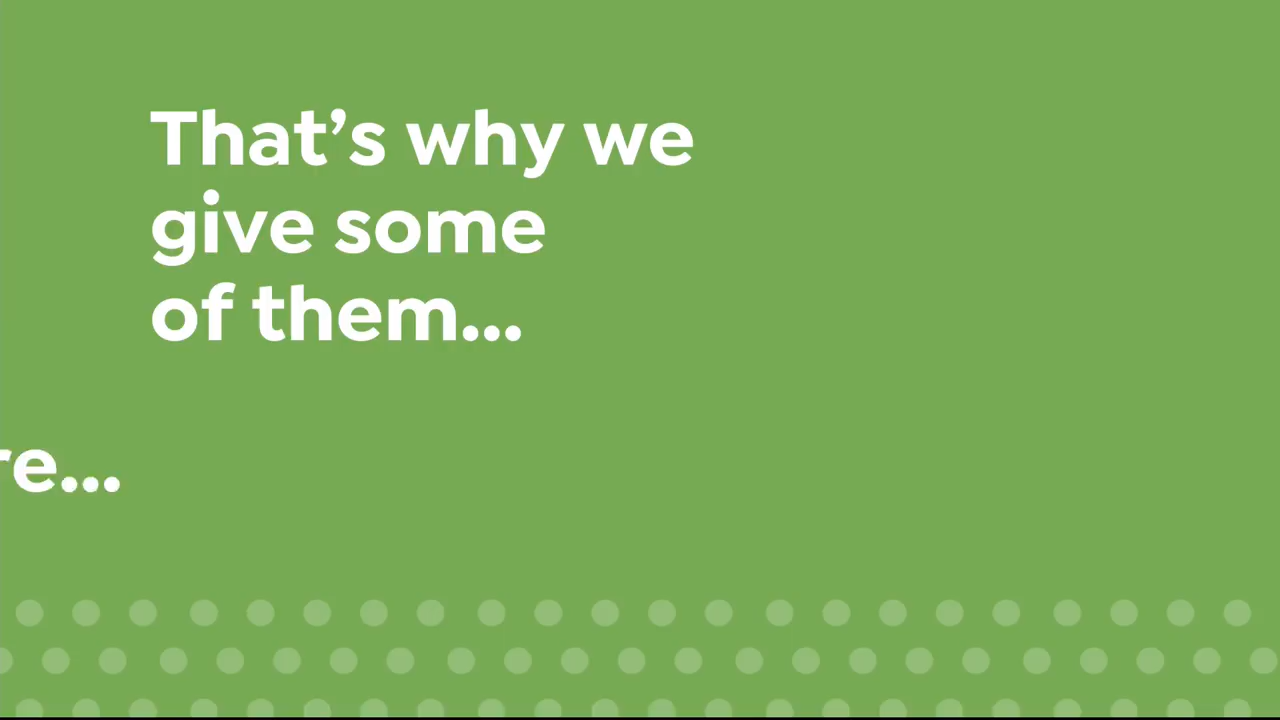 That’s why we
give some
of them...
re...